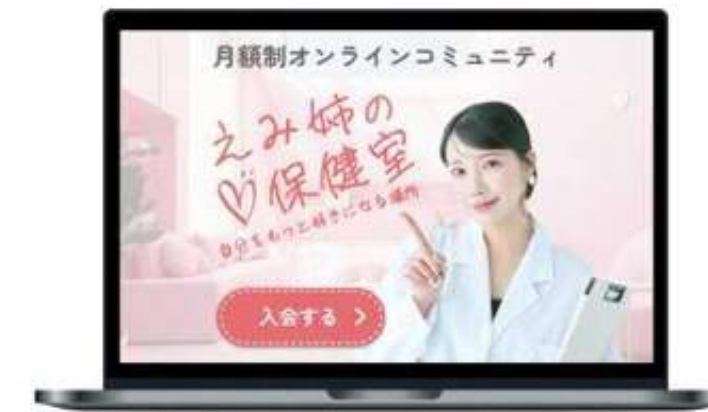 月額制オンラインコミュニティ
えみ姉の
保健室
自分をもっと好きになる場所
入会する